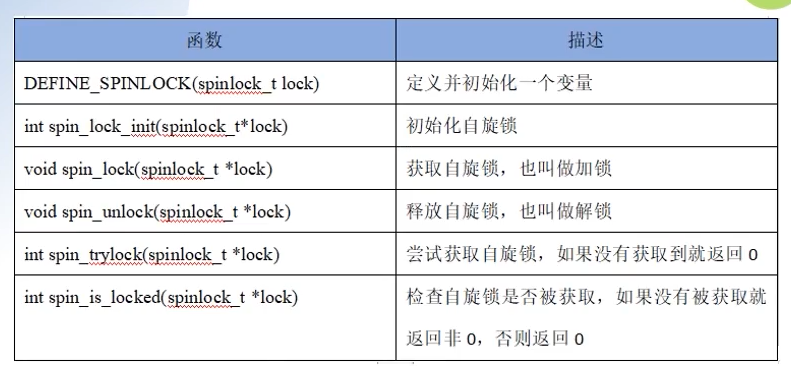 函数 描述
DEFINE_SPINLOCK(spinlock_t lock) 定义并初始化一个变量
int spin_lock_init(spinlock_t*lock) 初始化自旋锁
void spin_lock(spinlock_t *lock) 获取自旋锁，也叫做加锁
void spin_unlock(spinlock_t *lock) 释放自旋锁，也叫做解锁
int spin_trylock(spinlock_t *lock) 尝试获取自旋锁，如果没有获取到就返回 0
int spin_is_locked(spinlock_t *lock) 检查自旋锁是否被获取，如果没有被获取就
返回非 0，否则返回 0